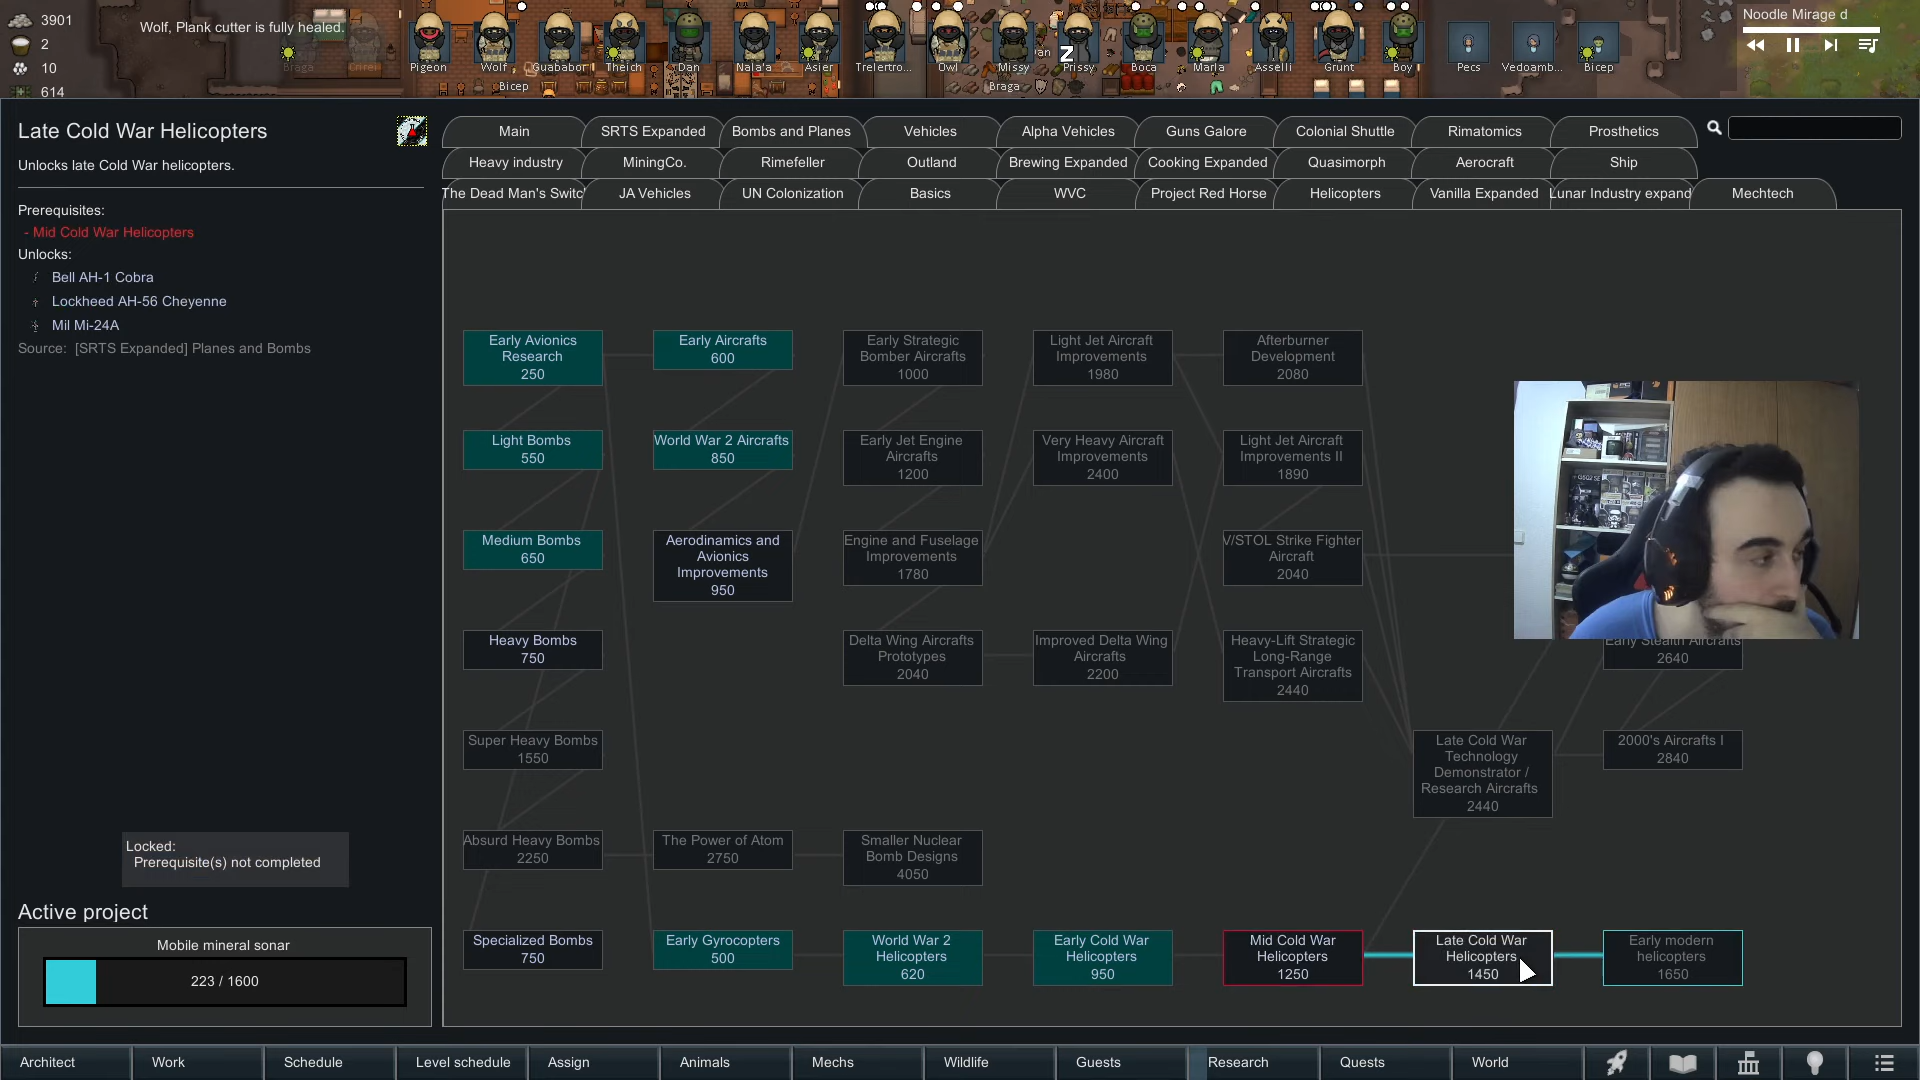 3901
2
10
614
Wolf, Plank cutter is fully healed.
Braga
Crirei
Pigeon
Wolf
Guababor
Theich
Dan
Nala'a
Asier
Trelertro...
Owl
Missy
Prissy
Boca
Marla
Asselli
Grunt
Boy
Pecs
Vedoamb...
Bicep
Bicep
Braga
Z
Noodle Mirage d
Late Cold War Helicopters
Unlocks late Cold War helicopters.
Prerequisites:
- Mid Cold War Helicopters
Unlocks:
Bell AH-1 Cobra
Lockheed AH-56 Cheyenne
Mil Mi-24A
Source: [SRTS Expanded] Planes and Bombs
Locked:
Prerequisite(s) not completed
Active project
Mobile mineral sonar
223 / 1600
Main
SRTS Expanded
Bombs and Planes
Vehicles
Alpha Vehicles
Guns Galore
Colonial Shuttle
Rimatomics
Prosthetics
Heavy industry
MiningCo.
Rimefeller
Outland
Brewing Expanded
Cooking Expanded
Quasimorph
Aerocraft
Ship
The Dead Man's Switc
JA Vehicles
UN Colonization
Basics
WVC
Project Red Horse
Helicopters
Vanilla Expanded
Lunar Industry expand
Mechtech
Early Avionics
Research
250
Early Aircrafts
600
Early Strategic
Bomber Aircrafts
1000
Light Jet Aircraft
Improvements
1980
Afterburner
Development
2080
Light Bombs
550
World War 2 Aircrafts
850
Early Jet Engine
Aircrafts
1200
Very Heavy Aircraft
Improvements
2400
Light Jet Aircraft
Improvements II
1890
Medium Bombs
650
Aerodinamics and
Avionics
Improvements
950
Engine and Fuselage
Improvements
1780
V/STOL Strike Fighter
Aircraft
2040
Heavy Bombs
750
Delta Wing Aircrafts
Prototypes
2040
Improved Delta Wing
Aircrafts
2200
Heavy-Lift Strategic
Long-Range
Transport Aircrafts
2440
Early Stealth Aircrafts
2640
Super Heavy Bombs
1550
Late Cold War
Technology
Demonstrator /
Research Aircrafts
2440
2000's Aircrafts I
2840
Absurd Heavy Bombs
2250
The Power of Atom
2750
Smaller Nuclear
Bomb Designs
4050
Specialized Bombs
750
Early Gyrocopters
500
World War 2
Helicopters
620
Early Cold War
Helicopters
950
Mid Cold War
Helicopters
1250
Late Cold War
Helicopters
1450
Early modern
helicopters
1650
Architect
Work
Schedule
Level schedule
Assign
Animals
Mechs
Wildlife
Guests
Research
Quests
World